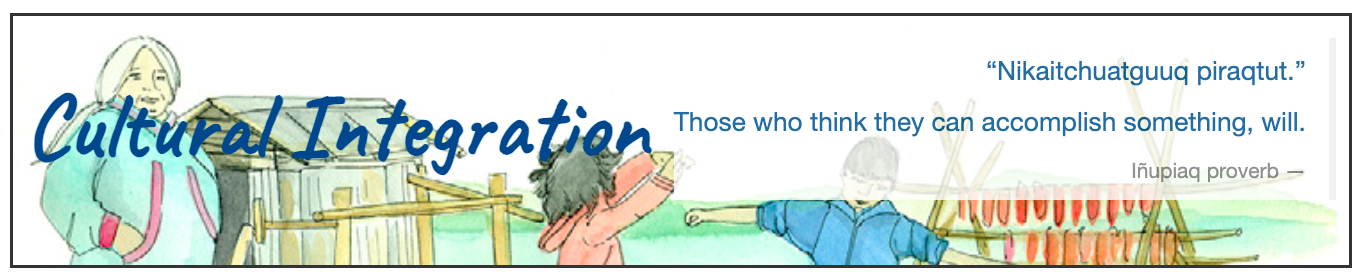 Cultural Integration
“Nikaitchuatguuq piraqtut.”
Those who think they can accomplish something, will.
Iñupiaq proverb —